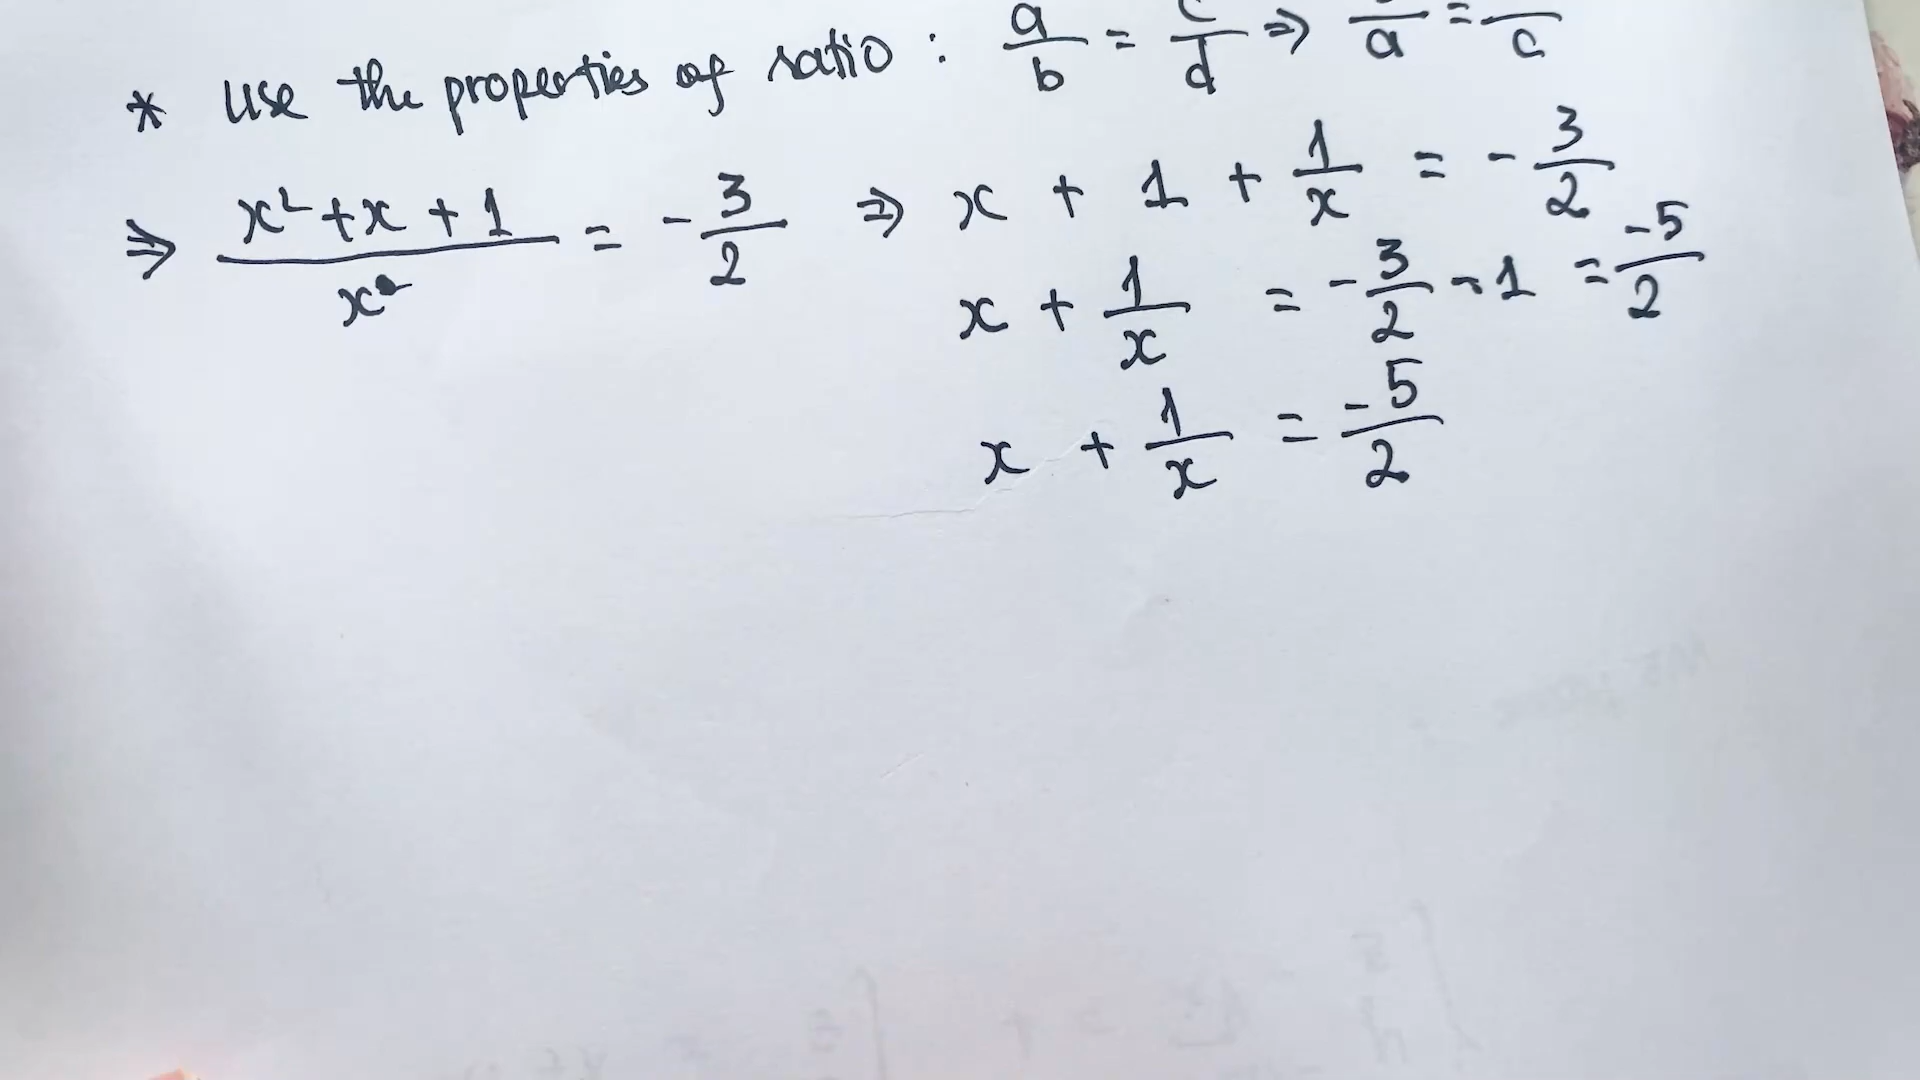 * Use the properties of ratio : a/b = c/d ⇒ /a = /c
⇒ x²+x+1/x = -3/2 ⇒ x + 1 + 1/x = -3/2
x + 1/x = -3/2 - 1 = -5/2
x + 1/x = -5/2